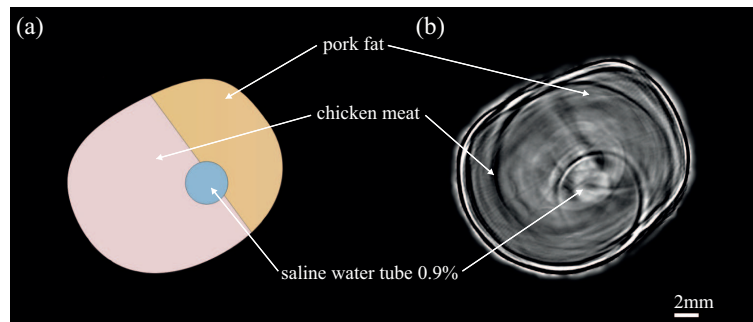 (a)
(b)
pork fat
chicken meat
saline water tube 0.9%
2mm